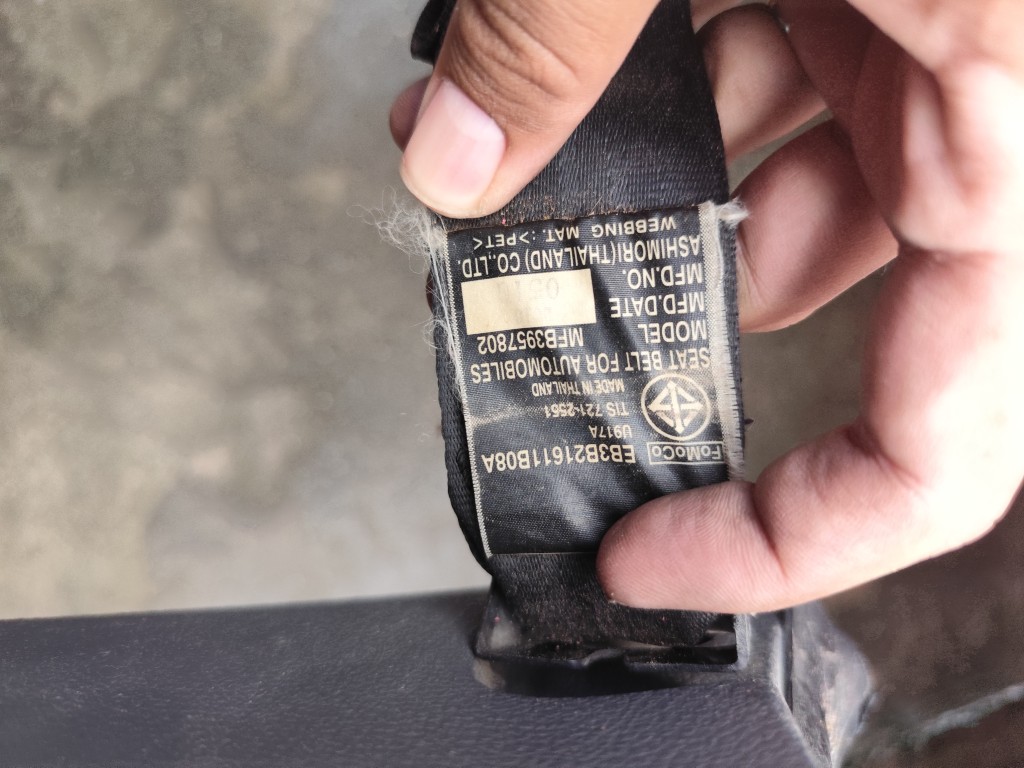 FoMoCo EB3B21611B08A
U917A
TIS 721-2561
MADE IN THAILAND
SEAT BELT FOR AUTOMOBILES
MODEL MFB3957802
MFD.DATE
MFD.NO.
ASHIMORI(THAILAND) CO.,LTD.
WEBBING MAT. : >PET<